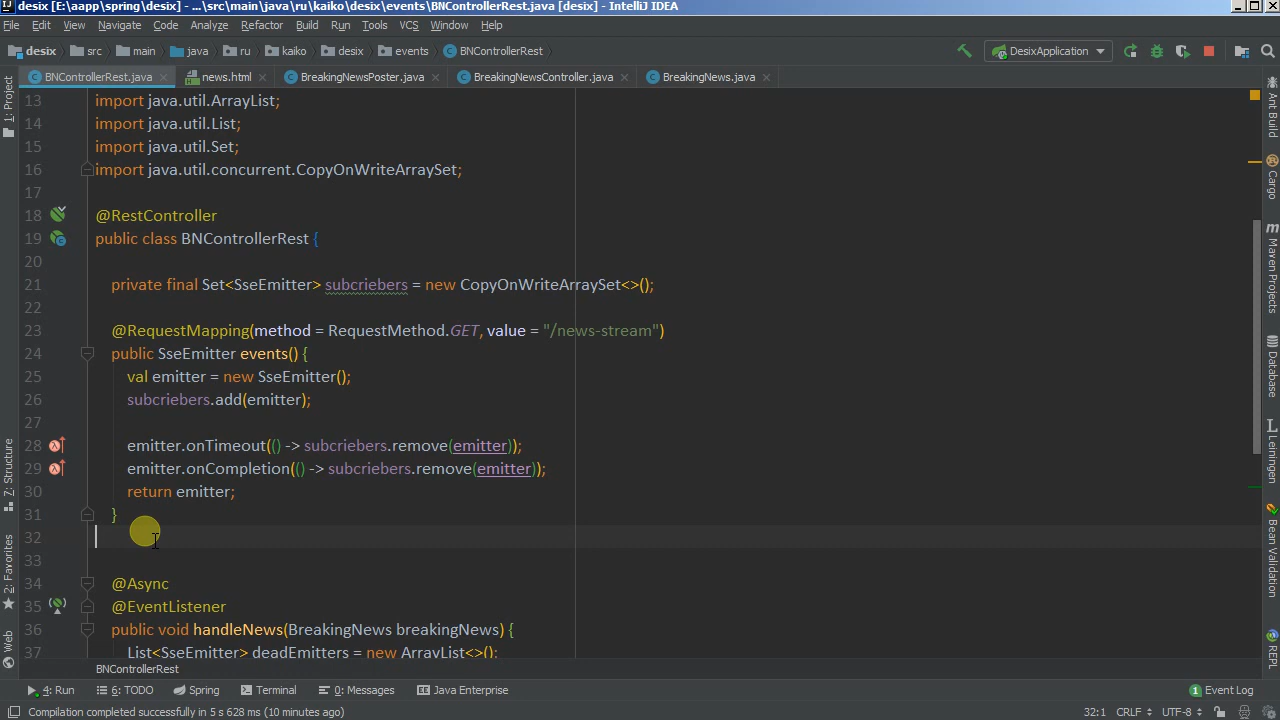 desix [E:\aapp\spring\desix] - ...\src\main\java\ru\kaiko\desix\events\BNControllerRest.java [desix] - IntelliJ IDEA
File Edit View Navigate Code Analyze Refactor Build Run Tools VCS Window Help
desix src main java ru kaiko desix events BNControllerRest DesixApplication
BNControllerRest.java news.html BreakingNewsPoster.java BreakingNewsController.java BreakingNews.java
13 import java.util.ArrayList;
14 import java.util.List;
15 import java.util.Set;
16 import java.util.concurrent.CopyOnWriteArraySet;
17
18 @RestController
19 public class BNControllerRest {
20
21 private final Set<SseEmitter> subcriebers = new CopyOnWriteArraySet<>();
22
23 @RequestMapping(method = RequestMethod.GET, value = "/news-stream")
24 public SseEmitter events() {
25 val emitter = new SseEmitter();
26 subcriebers.add(emitter);
27
28 emitter.onTimeout(() -> subcriebers.remove(emitter));
29 emitter.onCompletion(() -> subcriebers.remove(emitter));
30 return emitter;
31 }
32
33
34 @Async
35 @EventListener
36 public void handleNews(BreakingNews breakingNews) {
37 List<SseEmitter> deadEmitters = new ArrayList<>();
BNControllerRest
4: Run 6: TODO Spring Terminal 0: Messages Java Enterprise 1 Event Log
Compilation completed successfully in 5 s 628 ms (10 minutes ago) 32:1 CRLF UTF-8
1: Project
7: Structure
2: Favorites
Web
Ant Build
Cargo
m Maven Projects
Database
L Leiningen
Bean Validation
REPL